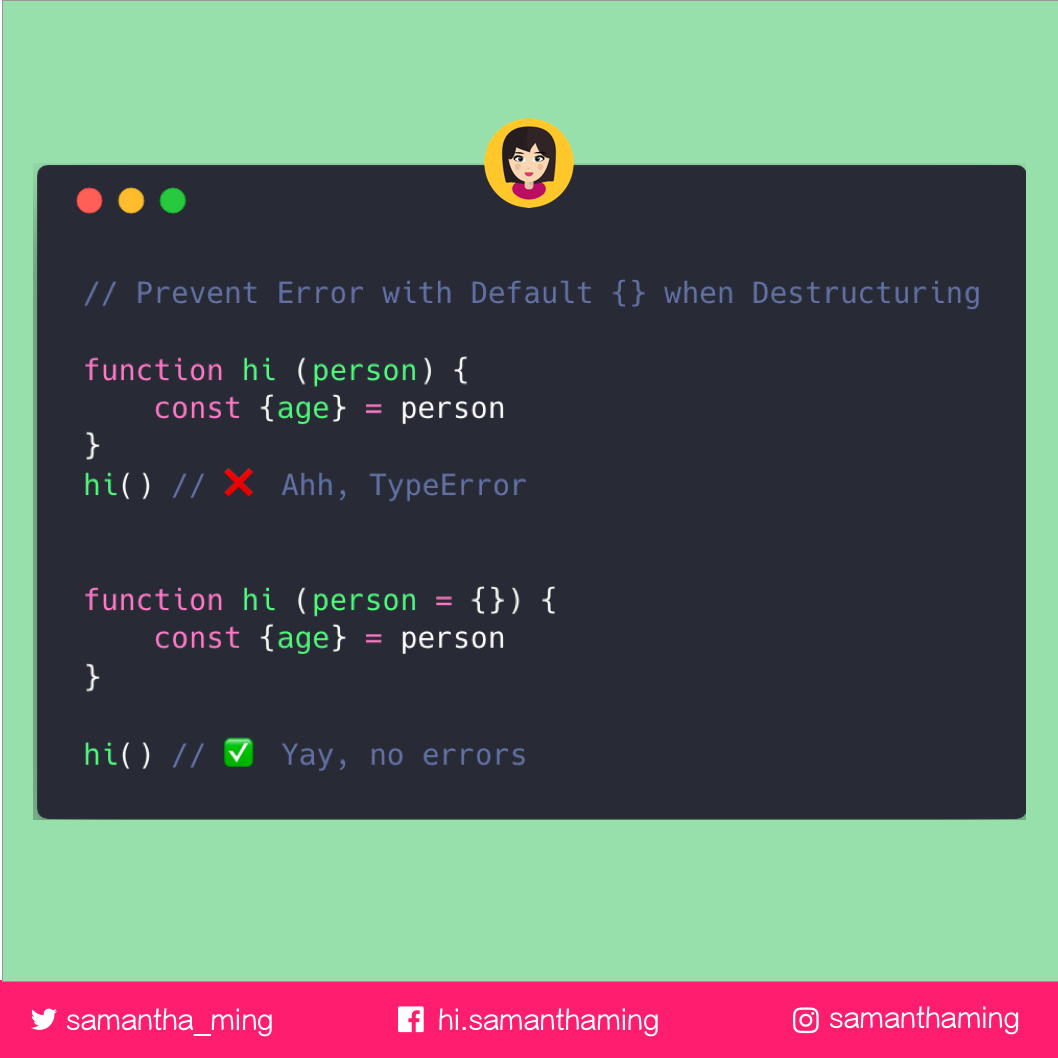 // Prevent Error with Default {} when Destructuring
function hi (person) {
    const {age} = person
}
hi() // ❌ Ahh, TypeError
function hi (person = {}) {
    const {age} = person
}
hi() // ✅ Yay, no errors
samantha_ming
hi.samanthaming
samanthaming